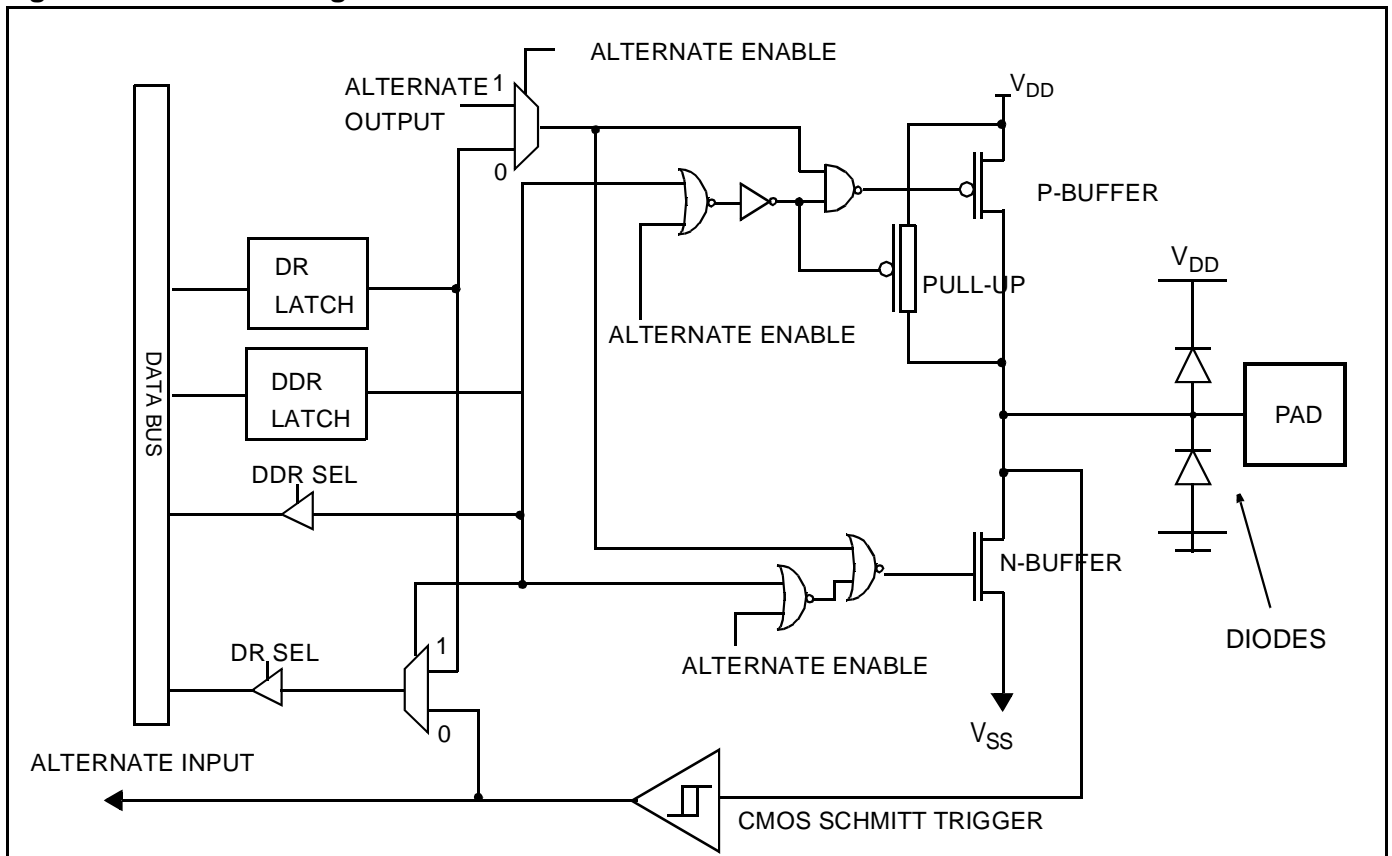 ALTERNATE ENABLE
ALTERNATE
OUTPUT
1
0
VDD
P-BUFFER
DR
LATCH
PULL-UP
VDD
ALTERNATE ENABLE
DATA BUS
DDR
LATCH
PAD
DDR SEL
N-BUFFER
DIODES
DR SEL
1
0
ALTERNATE ENABLE
VSS
ALTERNATE INPUT
CMOS SCHMITT TRIGGER